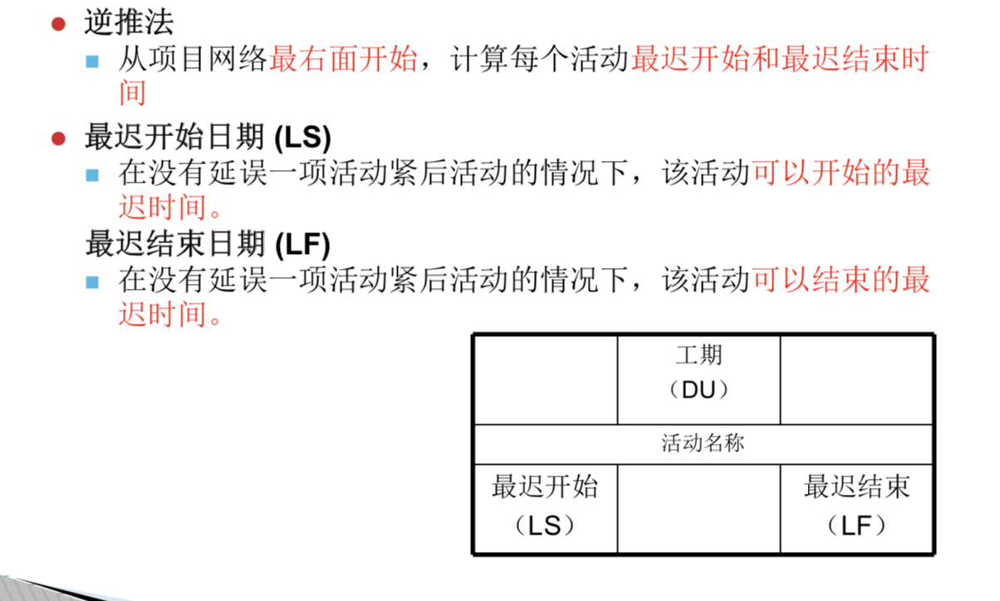 逆推法
从项目网络最右面开始，计算每个活动最迟开始和最迟结束时
间
最迟开始日期 (LS)
在没有延误一项活动紧后活动的情况下，该活动可以开始的最
迟时间。
最迟结束日期 (LF)
在没有延误一项活动紧后活动的情况下，该活动可以结束的最
迟时间。
工期
（DU）
活动名称
最迟开始
（LS）
最迟结束
（LF）